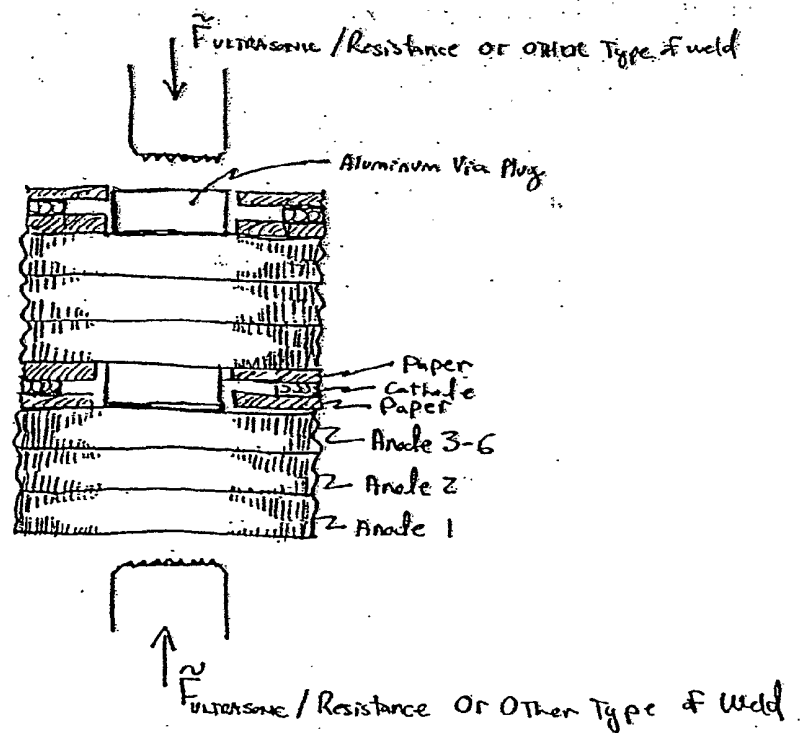 F̃ULTRASONIC / Resistance or OTHER Type of weld
Aluminum Via Plug
Paper
Cathode
Paper
Anode 3-6
Anode 2
Anode 1
F̃ULTRASONIC / Resistance Or Other Type of Weld